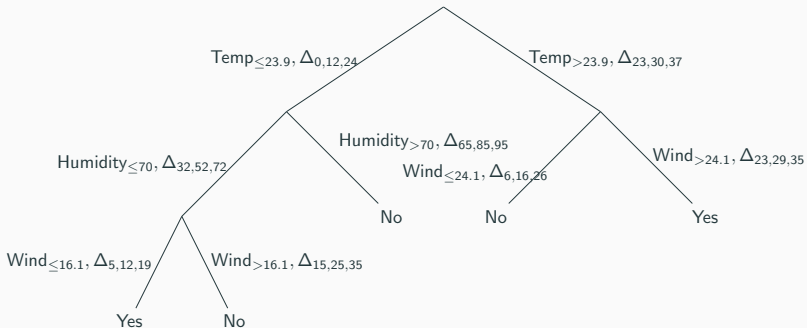 Temp≤23.9, Δ0,12,24
Temp>23.9, Δ23,30,37
Humidity≤70, Δ32,52,72
Humidity>70, Δ65,85,95
Wind≤24.1, Δ6,16,26
Wind>24.1, Δ23,29,35
No
No
Yes
Wind≤16.1, Δ5,12,19
Wind>16.1, Δ15,25,35
Yes
No